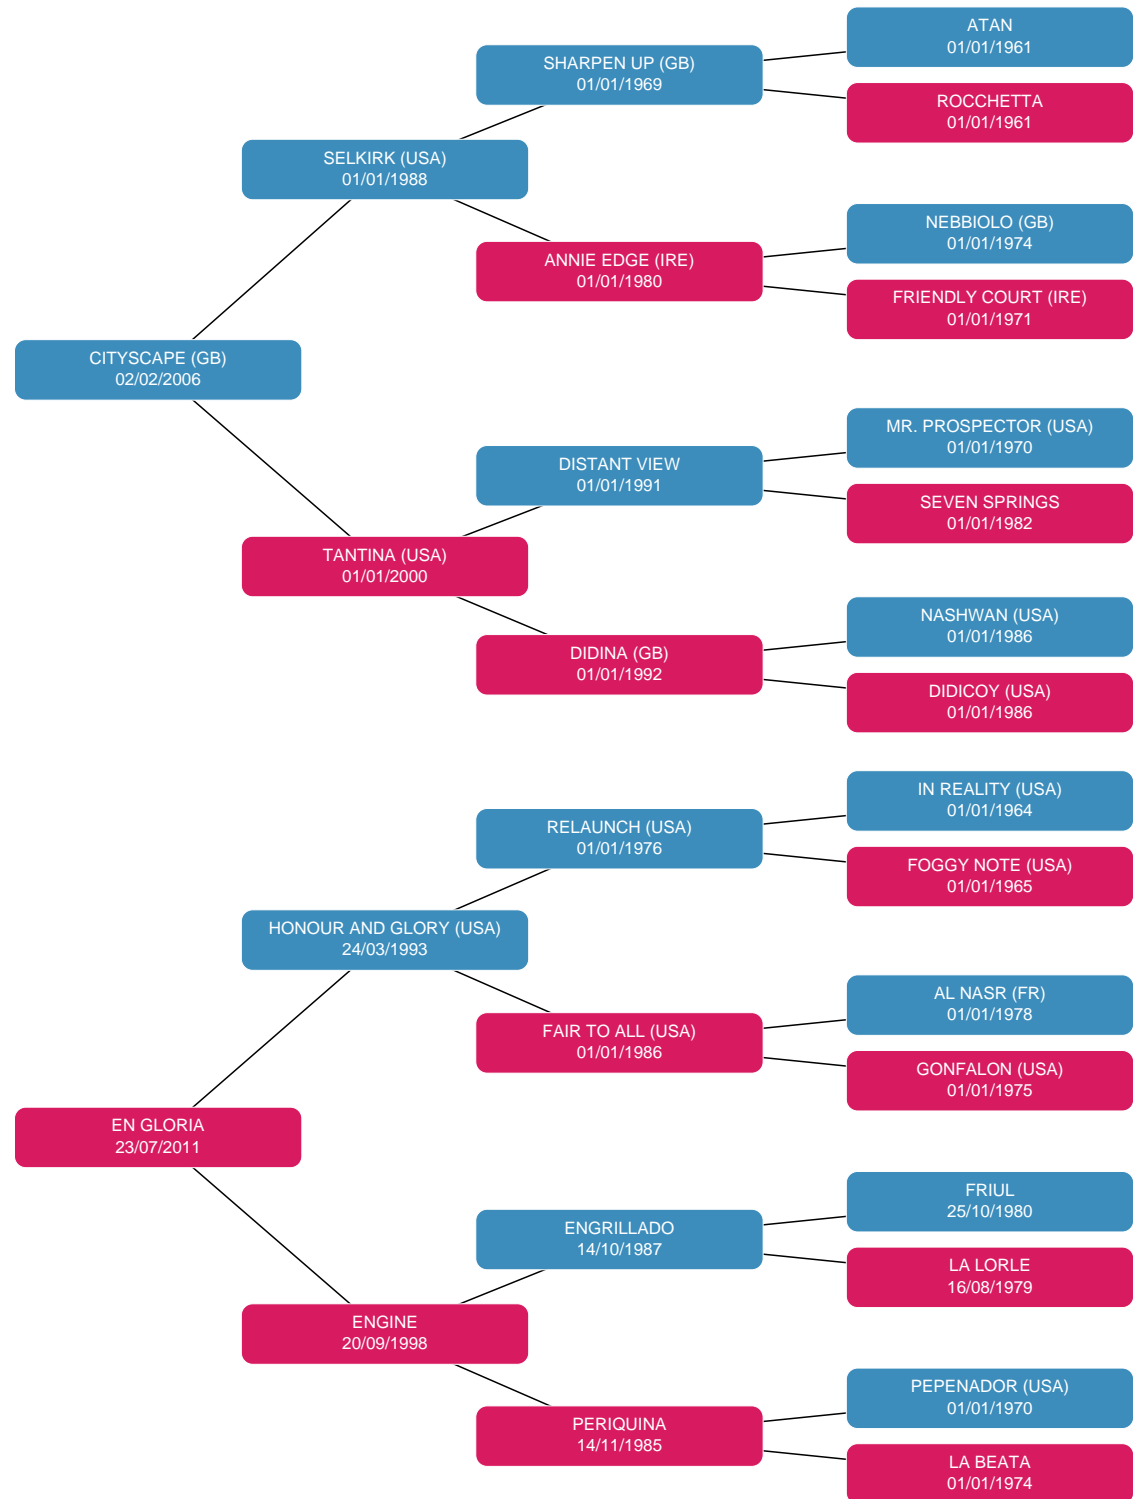 ATAN
01/01/1961
SHARPEN UP (GB)
01/01/1969
ROCCHETTA
01/01/1961
SELKIRK (USA)
01/01/1988
NEBBIOLO (GB)
01/01/1974
ANNIE EDGE (IRE)
01/01/1980
FRIENDLY COURT (IRE)
01/01/1971
CITYSCAPE (GB)
02/02/2006
MR. PROSPECTOR (USA)
01/01/1970
DISTANT VIEW
01/01/1991
SEVEN SPRINGS
01/01/1982
TANTINA (USA)
01/01/2000
NASHWAN (USA)
01/01/1986
DIDINA (GB)
01/01/1992
DIDICOY (USA)
01/01/1986
IN REALITY (USA)
01/01/1964
RELAUNCH (USA)
01/01/1976
FOGGY NOTE (USA)
01/01/1965
HONOUR AND GLORY (USA)
24/03/1993
AL NASR (FR)
01/01/1978
FAIR TO ALL (USA)
01/01/1986
GONFALON (USA)
01/01/1975
EN GLORIA
23/07/2011
FRIUL
25/10/1980
ENGRILLADO
14/10/1987
LA LORLE
16/08/1979
ENGINE
20/09/1998
PEPENADOR (USA)
01/01/1970
PERIQUINA
14/11/1985
LA BEATA
01/01/1974